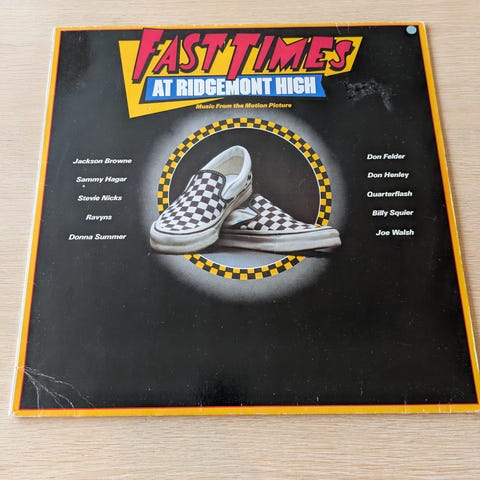 FAST TIMES
AT RIDGEMONT HIGH
Music From the Motion Picture
Jackson Browne
Sammy Hagar
Stevie Nicks
Ravyns
Donna Summer
Don Felder
Don Henley
Quarterflash
Billy Squier
Joe Walsh